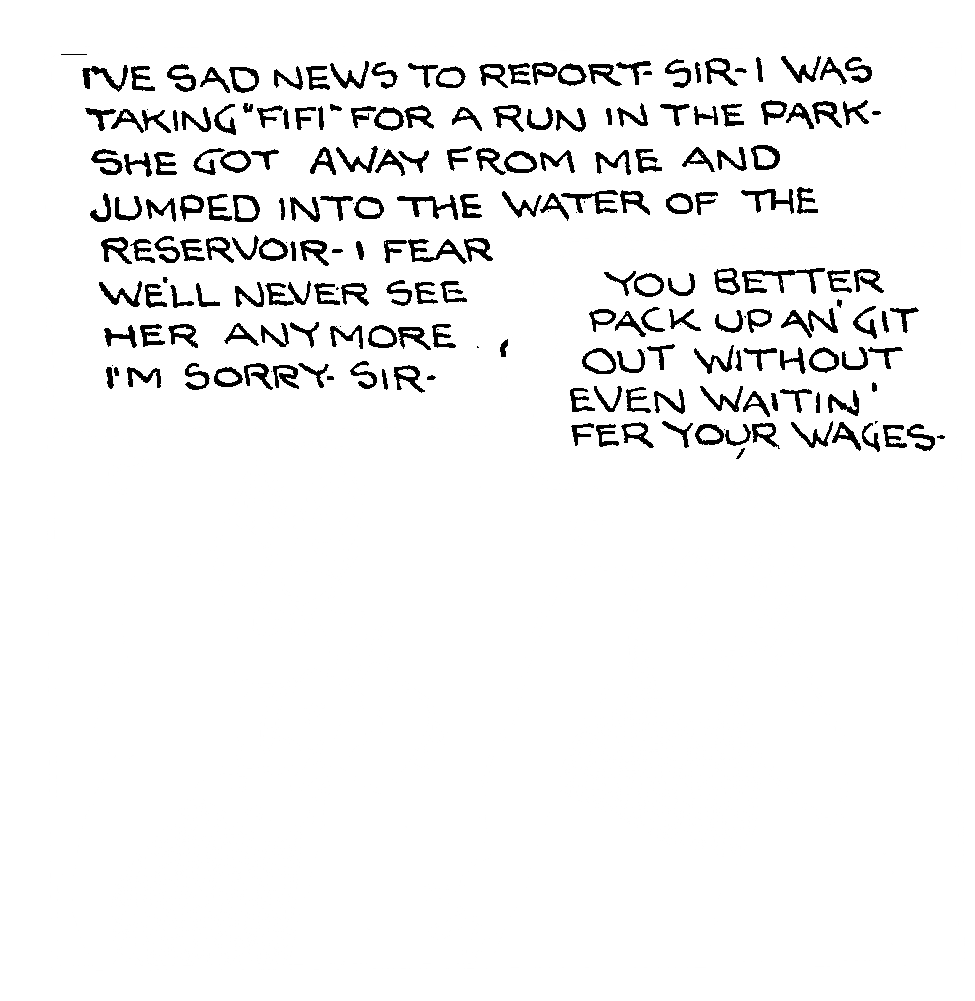 I'VE SAD NEWS TO REPORT- SIR- I WAS
TAKING "FIFI" FOR A RUN IN THE PARK-
SHE GOT AWAY FROM ME AND
JUMPED INTO THE WATER OF THE
RESERVOIR- I FEAR
WE'LL NEVER SEE
HER ANYMORE
I'M SORRY- SIR-
YOU BETTER
PACK UP AN' GIT
OUT WITHOUT
EVEN WAITIN'
FER YOUR WAGES-